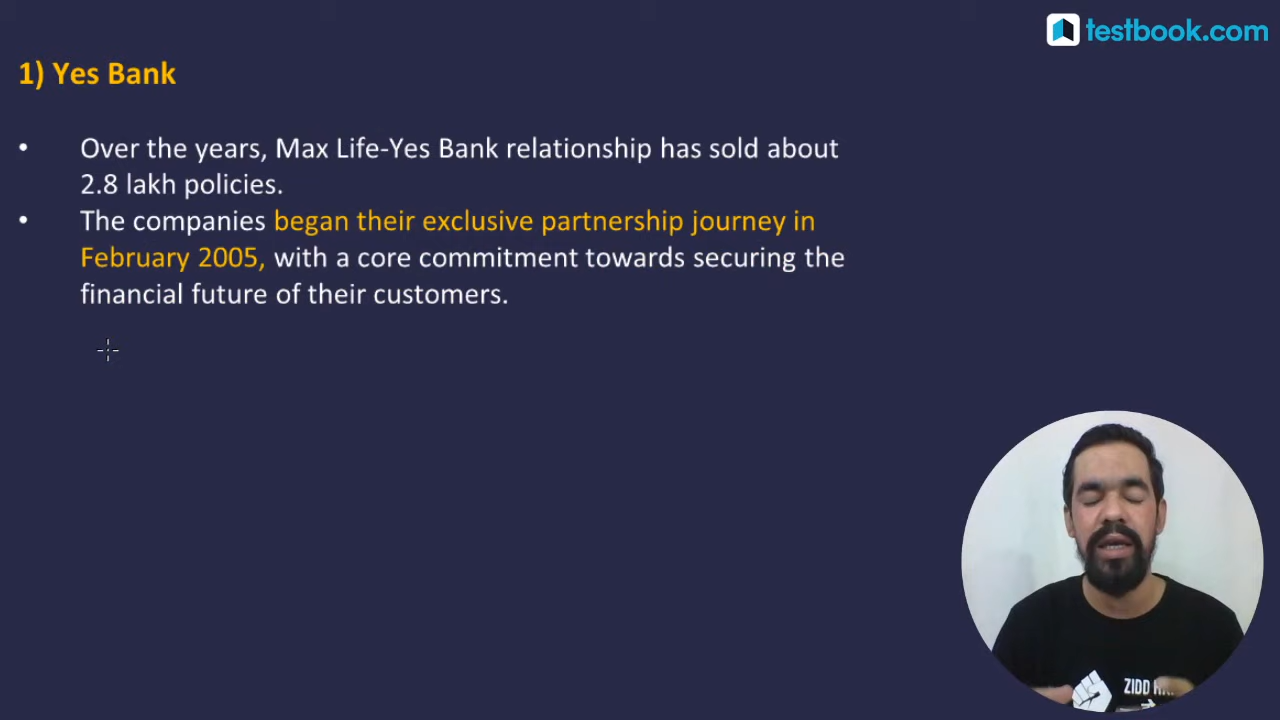 testbook.com
1) Yes Bank
• Over the years, Max Life-Yes Bank relationship has sold about
2.8 lakh policies.
• The companies began their exclusive partnership journey in
February 2005, with a core commitment towards securing the
financial future of their customers.
ZIDD